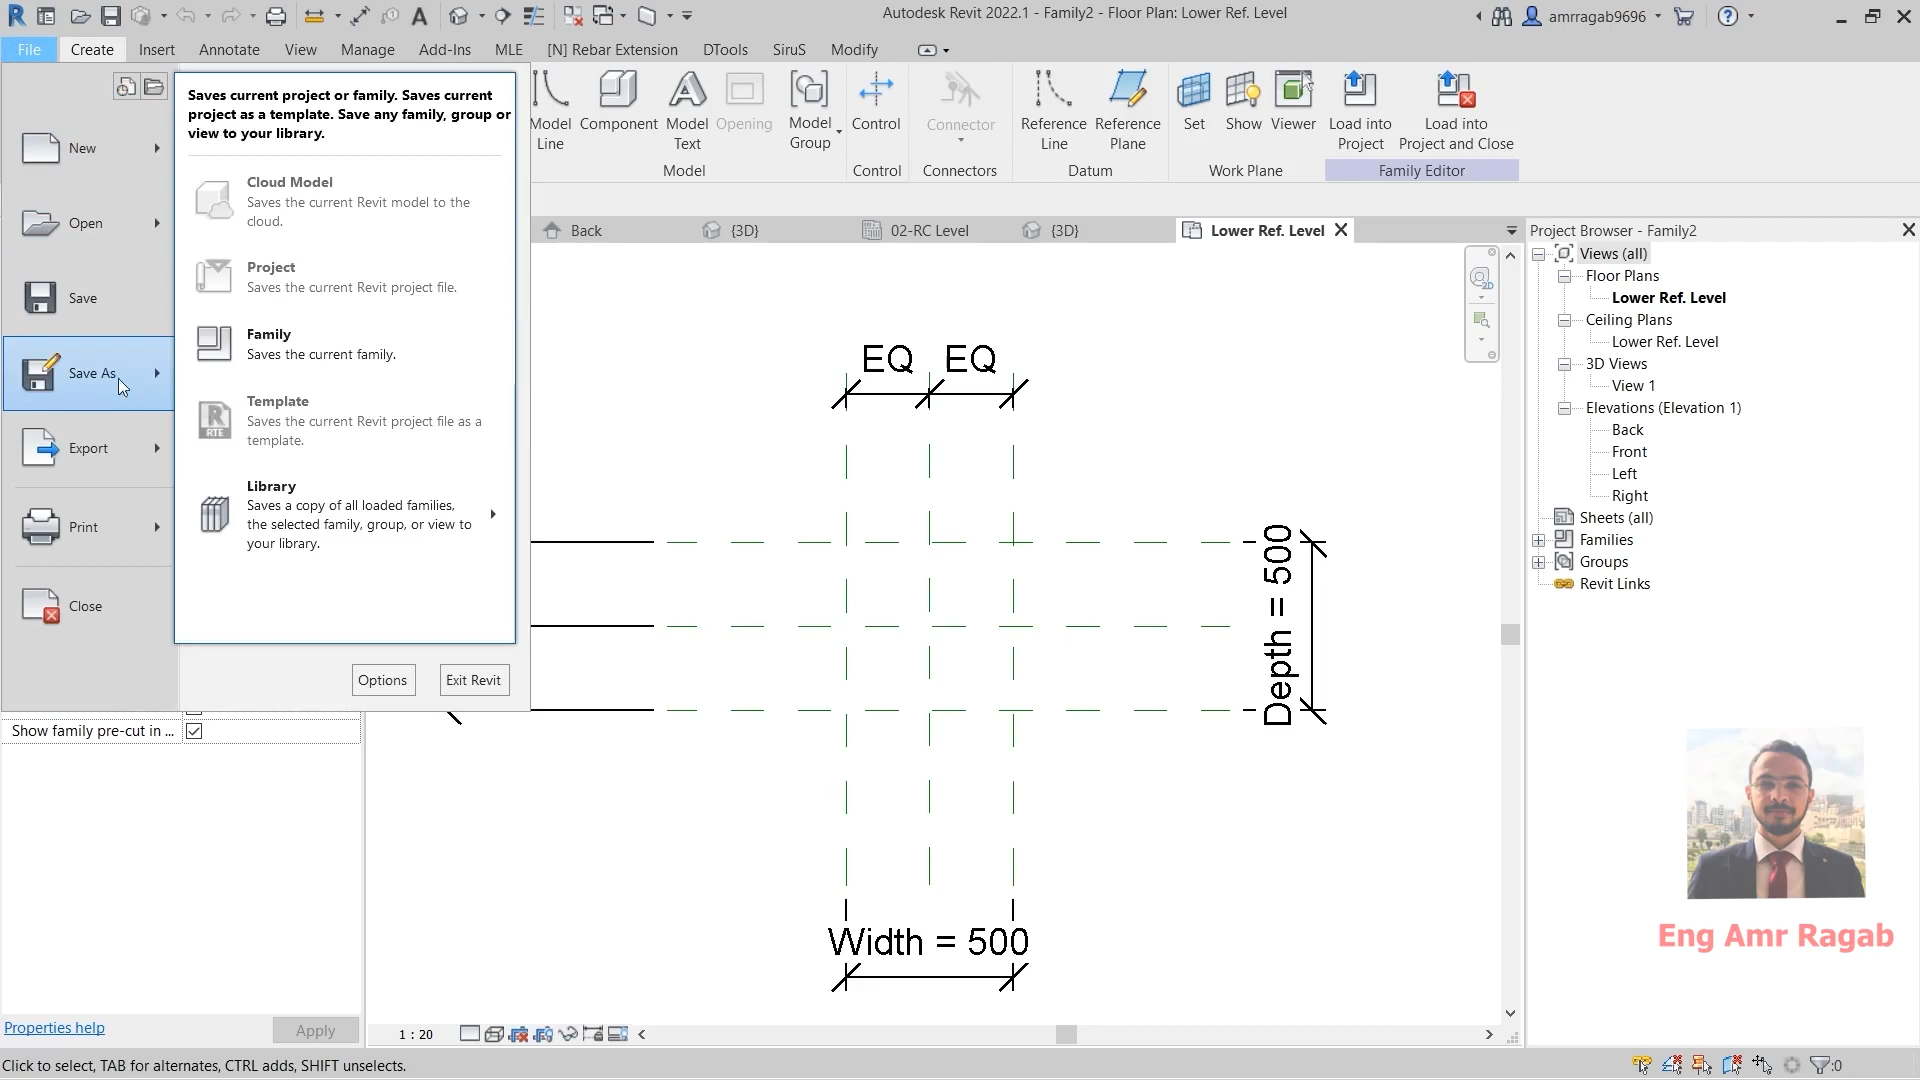 Autodesk Revit 2022.1 - Family2 - Floor Plan: Lower Ref. Level
amrragab9696
File
Create
Insert
Annotate
View
Manage
Add-Ins
MLE
[N] Rebar Extension
DTools
SiruS
Modify
Saves current project or family. Saves current
project as a template. Save any family, group or
view to your library.
New
Open
Save
Save As
Export
Print
Close
Cloud Model
Saves the current Revit model to the
cloud.
Project
Saves the current Revit project file.
Family
Saves the current family.
Template
Saves the current Revit project file as a
template.
RTE
Library
Saves a copy of all loaded families,
the selected family, group, or view to
your library.
Options
Exit Revit
Model
Line
Component
Model
Text
Opening
Model
Group
Control
Connector
Reference
Line
Reference
Plane
Set
Show
Viewer
Load into
Project
Load into
Project and Close
Model
Control
Connectors
Datum
Work Plane
Family Editor
Back
{3D}
02-RC Level
{3D}
Lower Ref. Level
EQ
EQ
Depth = 500
Width = 500
2D
Project Browser - Family2
Views (all)
Floor Plans
Lower Ref. Level
Ceiling Plans
Lower Ref. Level
3D Views
View 1
Elevations (Elevation 1)
Back
Front
Left
Right
Sheets (all)
Families
Groups
Revit Links
Eng Amr Ragab
Show family pre-cut in ...
Properties help
Apply
1 : 20
Click to select, TAB for alternates, CTRL adds, SHIFT unselects.
:0